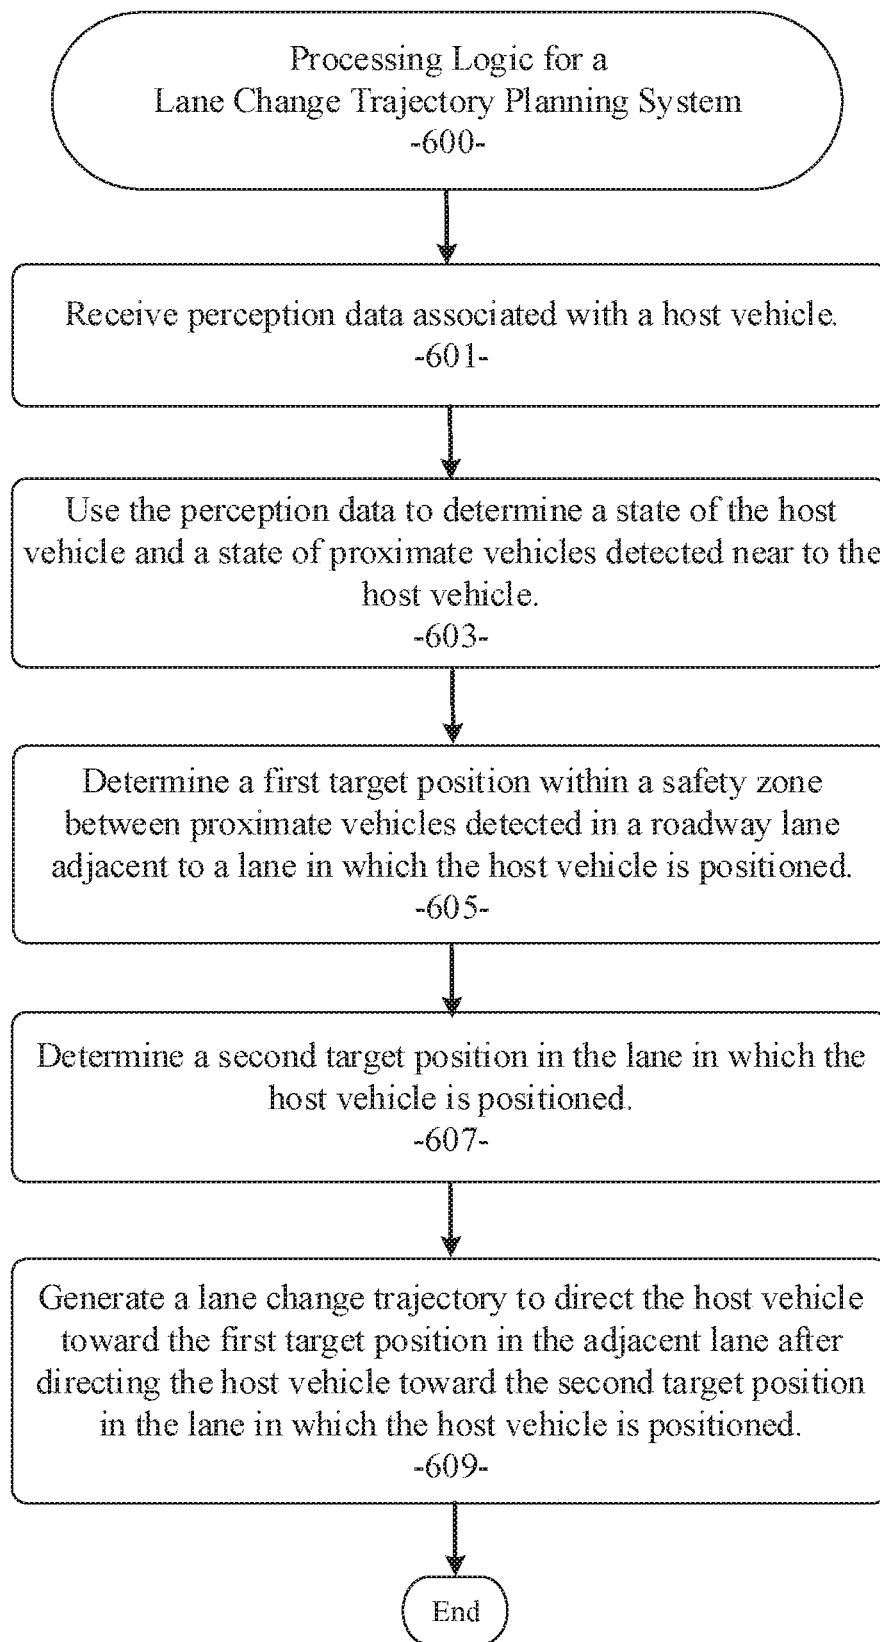 Processing Logic for a
Lane Change Trajectory Planning System
-600-
Receive perception data associated with a host vehicle.
-601-
Use the perception data to determine a state of the host
vehicle and a state of proximate vehicles detected near to the
host vehicle.
-603-
Determine a first target position within a safety zone
between proximate vehicles detected in a roadway lane
adjacent to a lane in which the host vehicle is positioned.
-605-
Determine a second target position in the lane in which the
host vehicle is positioned.
-607-
Generate a lane change trajectory to direct the host vehicle
toward the first target position in the adjacent lane after
directing the host vehicle toward the second target position
in the lane in which the host vehicle is positioned.
-609-
End